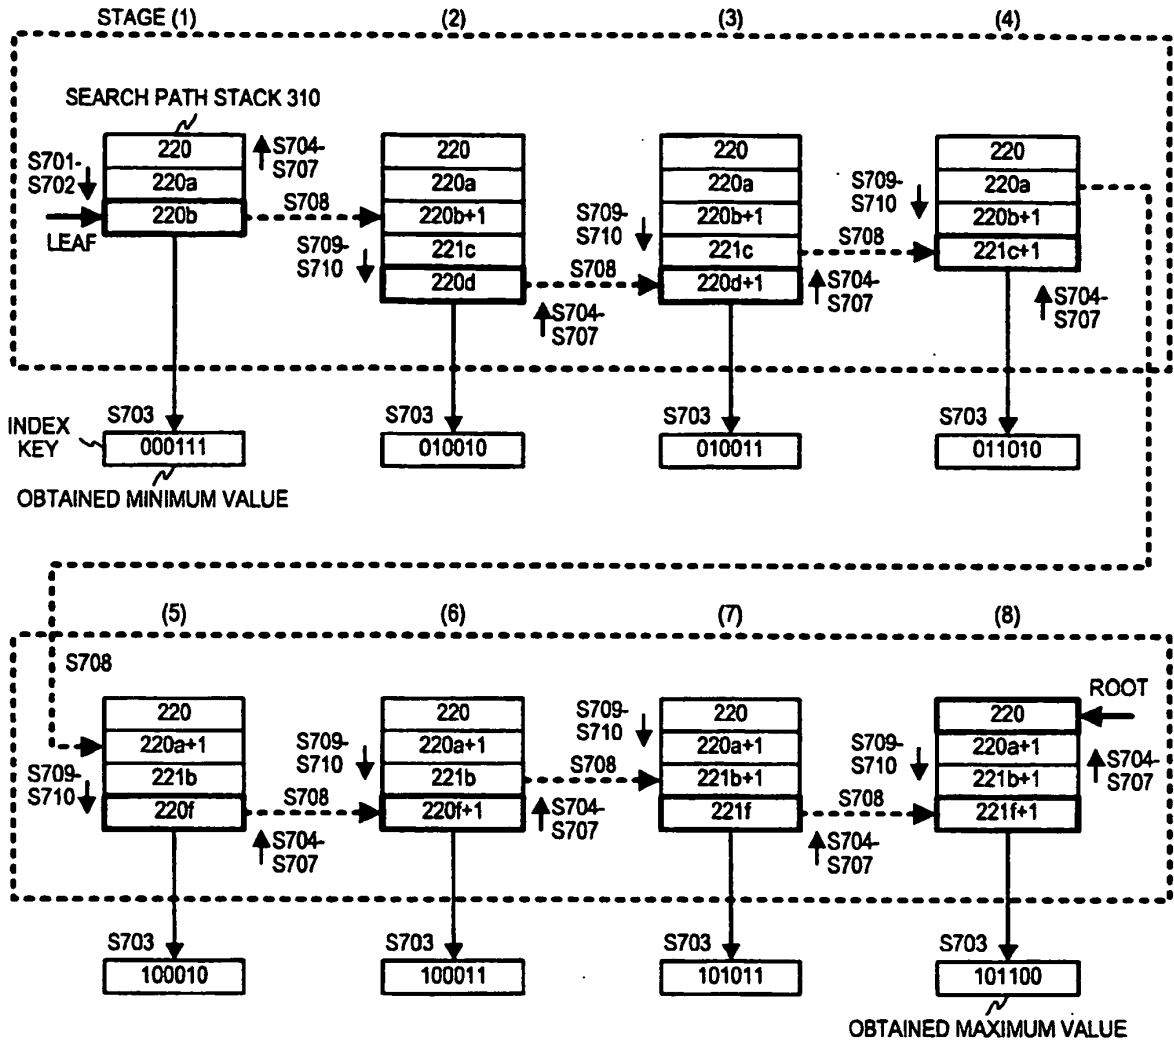 STAGE (1)
(2)
(3)
(4)
SEARCH PATH STACK 310
220
220a
220b
S701-
S702
LEAF
S704-
S707
S708
220
220a
220b+1
221c
220d
S709-
S710
S708
S704-
S707
220
220a
220b+1
221c
220d+1
S709-
S710
S708
S704-
S707
220
220a
220b+1
221c+1
S709-
S710
S704-
S707
INDEX
KEY
S703
000111
OBTAINED MINIMUM VALUE
S703
010010
S703
010011
S703
011010
(5)
(6)
(7)
(8)
S708
220
220a+1
221b
220f
S709-
S710
S708
S704-
S707
220
220a+1
221b
220f+1
S709-
S710
S708
S704-
S707
220
220a+1
221b+1
221f
S709-
S710
S708
S704-
S707
220
220a+1
221b+1
221f+1
ROOT
S709-
S710
S704-
S707
S703
100010
S703
100011
S703
101011
S703
101100
OBTAINED MAXIMUM VALUE